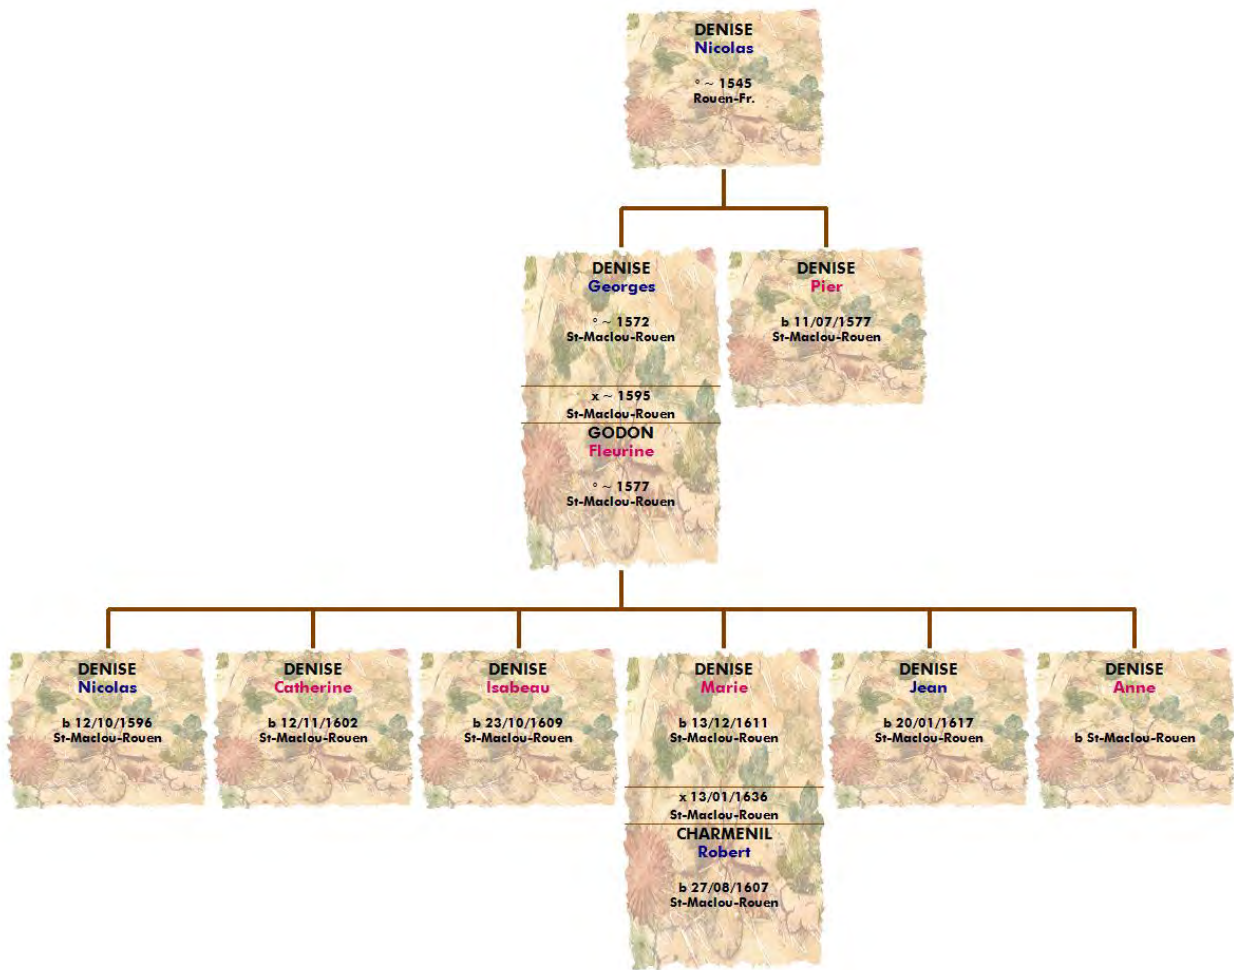 DENISE
Nicolas
° ~ 1545
Rouen-Fr.
DENISE
Georges
° ~ 1572
St-Maclou-Rouen
x ~ 1595
St-Maclou-Rouen
GODON
Fleurine
° ~ 1577
St-Maclou-Rouen
DENISE
Pier
b 11/07/1577
St-Maclou-Rouen
DENISE
Nicolas
b 12/10/1596
St-Maclou-Rouen
DENISE
Catherine
b 12/11/1602
St-Maclou-Rouen
DENISE
Isabeau
b 23/10/1609
St-Maclou-Rouen
DENISE
Marie
b 13/12/1611
St-Maclou-Rouen
x 13/01/1636
St-Maclou-Rouen
CHARMENIL
Robert
b 27/08/1607
St-Maclou-Rouen
DENISE
Jean
b 20/01/1617
St-Maclou-Rouen
DENISE
Anne
b St-Maclou-Rouen